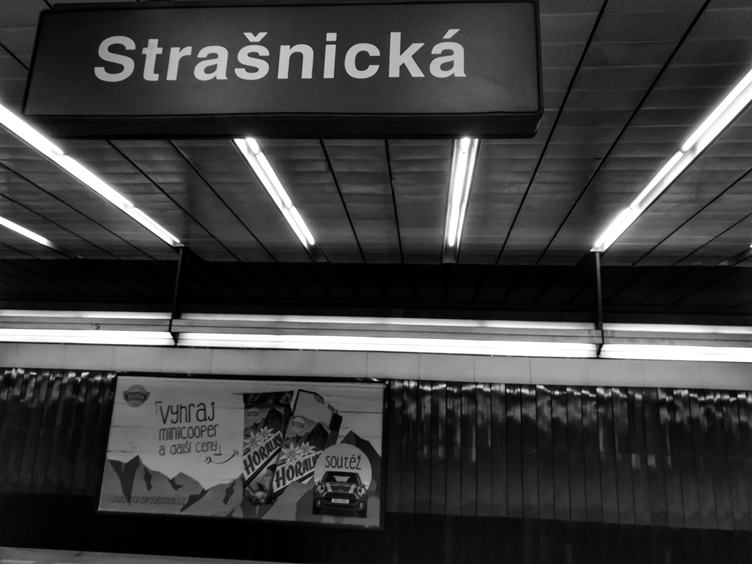 Strašnická
Vyhraj
minicooper
a další ceny!
HORALKY
HORALKY
SOUTĚŽ